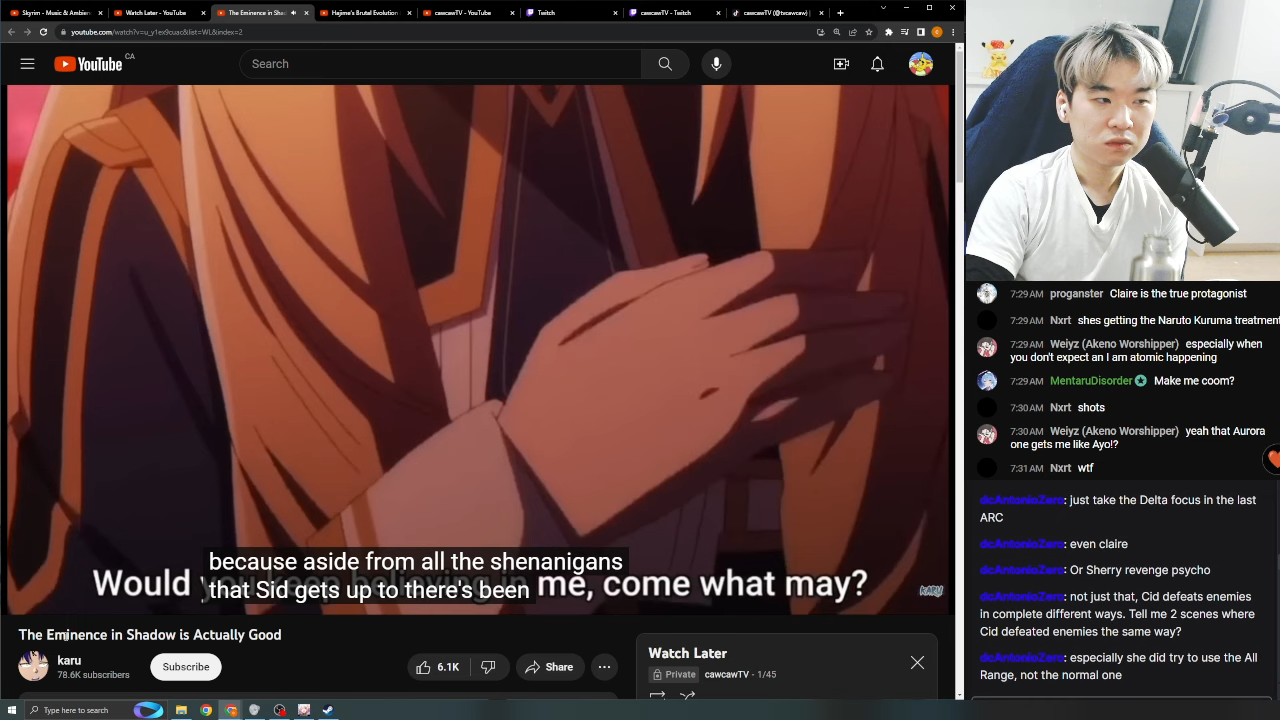 Skyrim - Music & Ambien
Watch Later - YouTube
The Eminence in Shadow
Hajime's Brutal Evolution
cawcawTV - YouTube
Twitch
cawcawTV - Twitch
cawcawTV (@tvcawcaw) |
youtube.com/watch?v=u_y1ex9cuac&list=WL&index=2
YouTube CA
Search
because aside from all the shenanigans
that Sid gets up to there's been
Would me, come what may?
KARU
The Eminence in Shadow is Actually Good
karu
78.6K subscribers
Subscribe
6.1K
Share
Watch Later
Private cawcawTV - 1/45
Type here to search
7:29 AM proganster Claire is the true protagonist
7:29 AM Nxrt shes getting the Naruto Kuruma treatment
7:29 AM Weiyz (Akeno Worshipper) especially when
you don't expect an I am atomic happening
7:29 AM MentaruDisorder Make me coom?
7:30 AM Nxrt shots
7:30 AM Weiyz (Akeno Worshipper) yeah that Aurora
one gets me like Ayo!?
7:31 AM Nxrt wtf
dcAntonioZero: just take the Delta focus in the last
ARC
dcAntonioZero: even claire
dcAntonioZero: Or Sherry revenge psycho
dcAntonioZero: not just that, Cid defeats enemies
in complete different ways. Tell me 2 scenes where
Cid defeated enemies the same way?
dcAntonioZero: especially she did try to use the All
Range, not the normal one